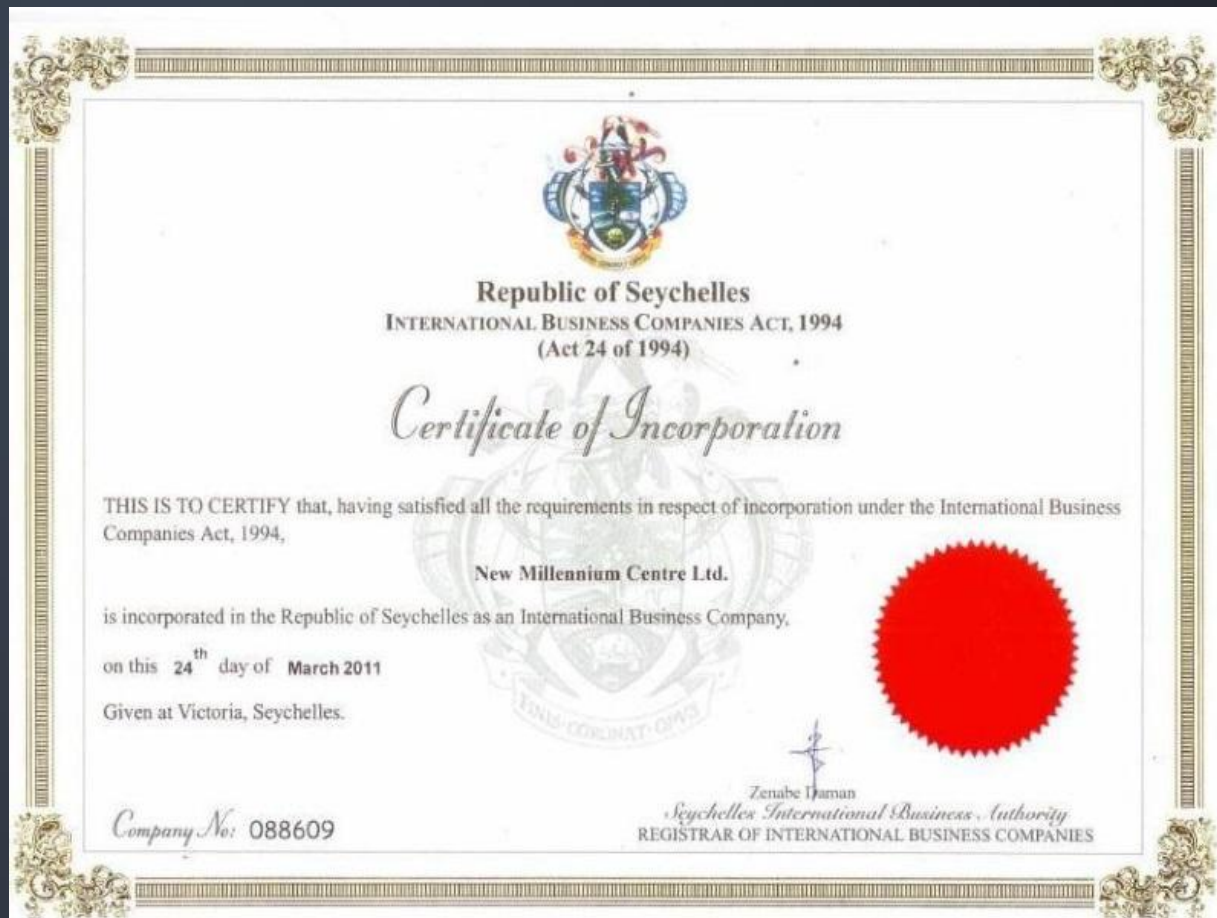 Republic of Seychelles
INTERNATIONAL BUSINESS COMPANIES ACT, 1994
(Act 24 of 1994)
Certificate of Incorporation
THIS IS TO CERTIFY that, having satisfied all the requirements in respect of incorporation under the International Business
Companies Act, 1994,
New Millennium Centre Ltd.
is incorporated in the Republic of Seychelles as an International Business Company,
on this 24th day of March 2011
Given at Victoria, Seychelles.
FINIS CORONAT OPVS
Zenabe Daman
Seychelles International Business Authority
Company No: 088609
REGISTRAR OF INTERNATIONAL BUSINESS COMPANIES